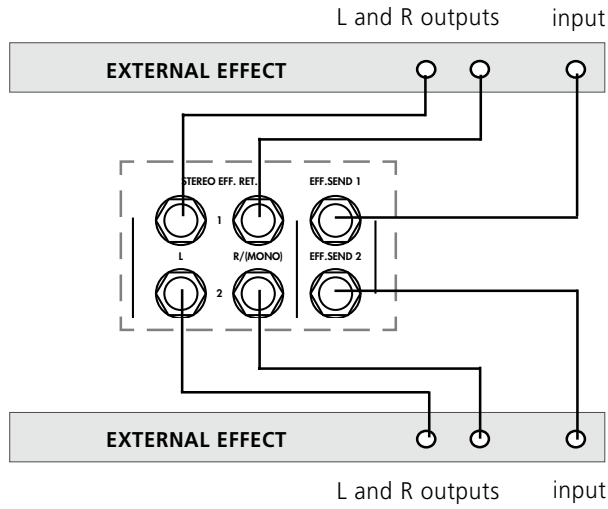 L and R outputs input
EXTERNAL EFFECT
STEREO EFF. RET. EFF.SEND 1
1
L R/(MONO) EFF.SEND 2
2
EXTERNAL EFFECT
L and R outputs input